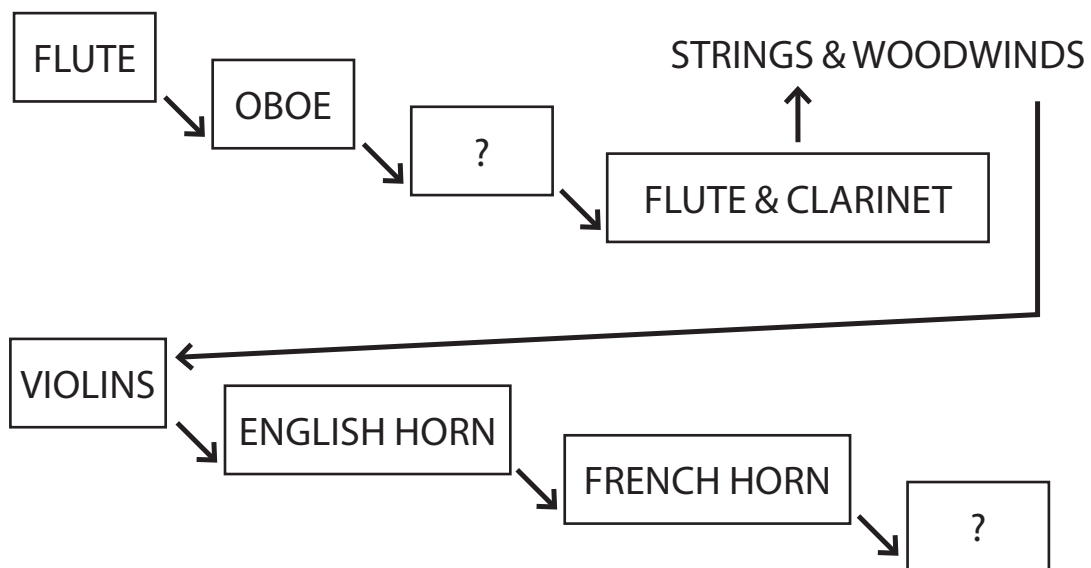 FLUTE
STRINGS & WOODWINDS
OBOE
?
FLUTE & CLARINET
VIOLINS
ENGLISH HORN
FRENCH HORN
?